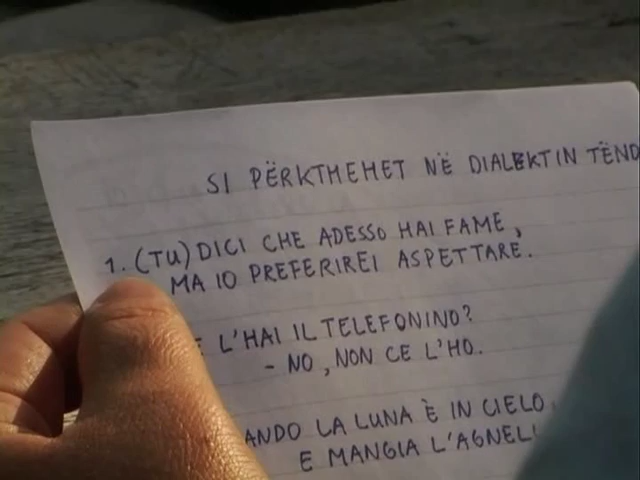 SI PËRKTHEHET NË DIALEKTIN
1. (TU) DICI CHE ADESSO HAI FAME,
MA IO PREFERIREI ASPETTARE.
L'HAI IL TELEFONINO?
- NO, NON CE L'HO.
LA LUNA È IN CIELO
E MANGIA